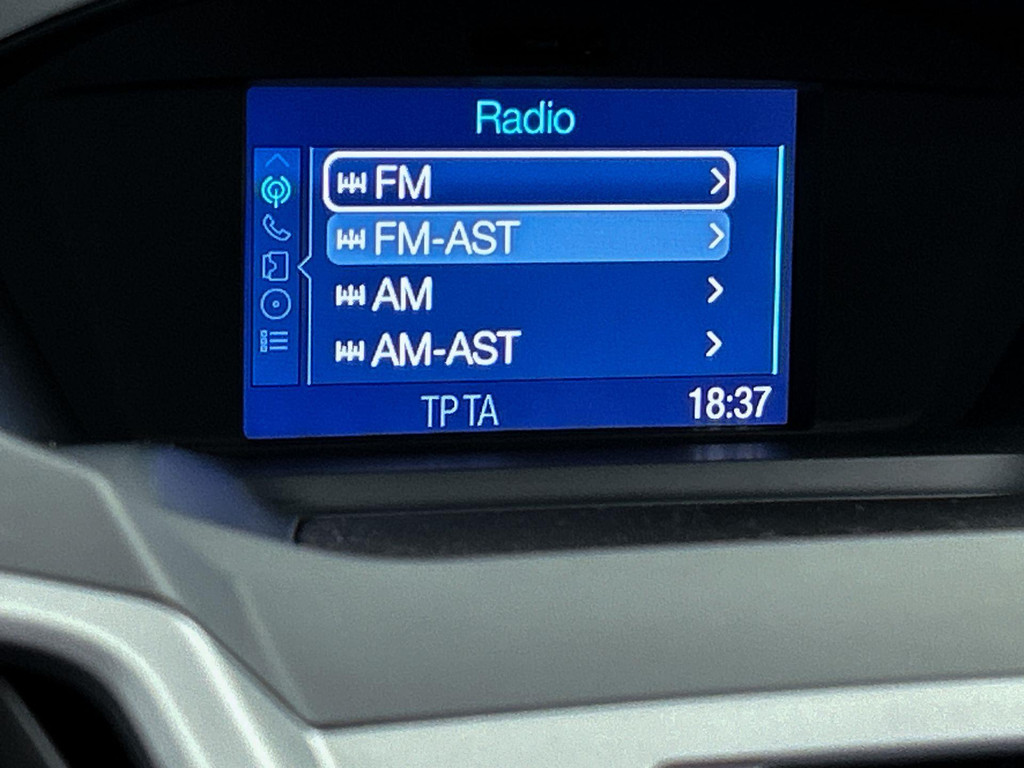 Radio
FM
FM-AST
AM
AM-AST
TP TA 18:37